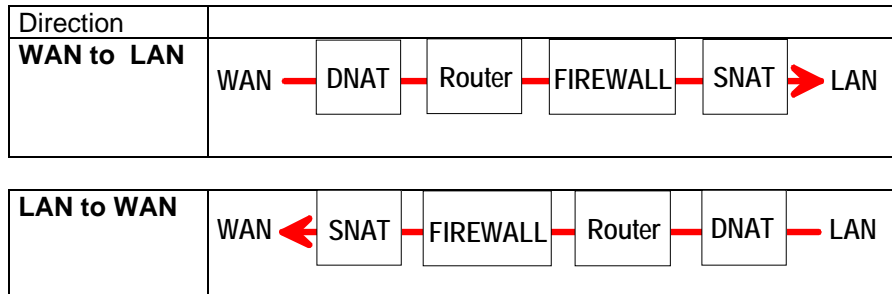 Direction
WAN to LAN
WAN DNAT Router FIREWALL SNAT LAN
LAN to WAN
WAN SNAT FIREWALL Router DNAT LAN